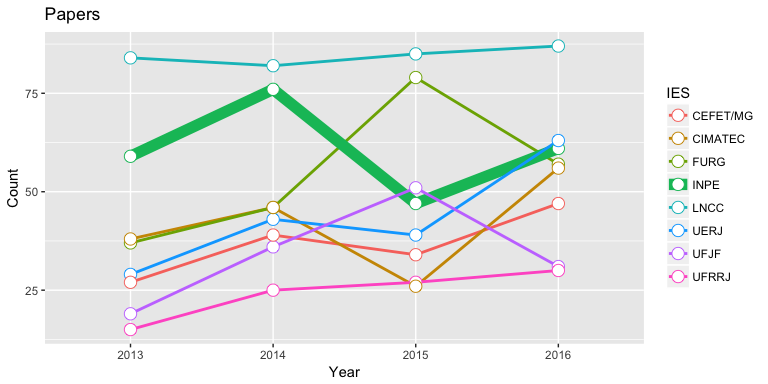 Papers
Count
75
50
25
2013 2014 2015 2016
Year
IES
CEFET/MG
CIMATEC
FURG
INPE
LNCC
UERJ
UFJF
UFRRJ